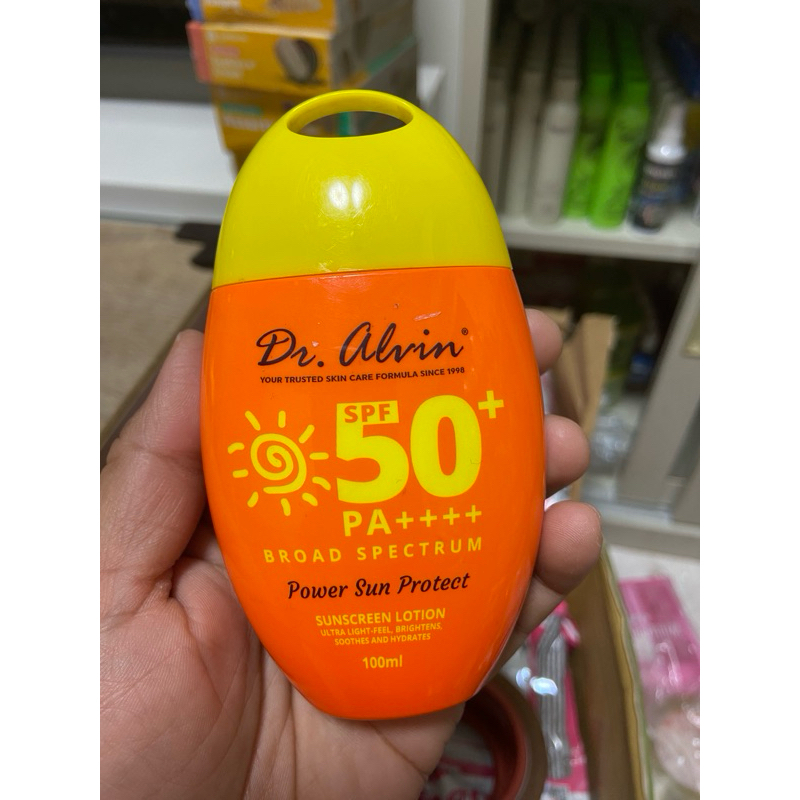 Dr. Alvin®
YOUR TRUSTED SKIN CARE FORMULA SINCE 1998
SPF
50+
PA++++
BROAD SPECTRUM
Power Sun Protect
SUNSCREEN LOTION
ULTRA LIGHT-FEEL, BRIGHTENS,
SOOTHES AND HYDRATES
100ml